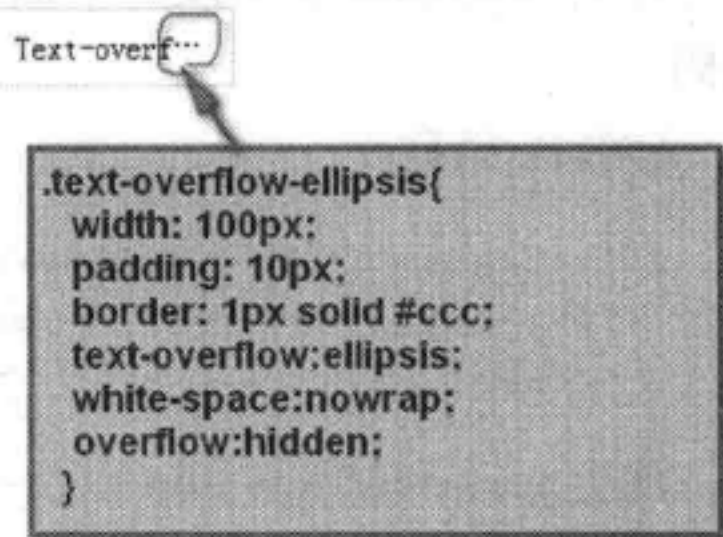 Text-overf…
.text-overflow-ellipsis{
width: 100px;
padding: 10px;
border: 1px solid #ccc;
text-overflow:ellipsis;
white-space:nowrap;
overflow:hidden;
}